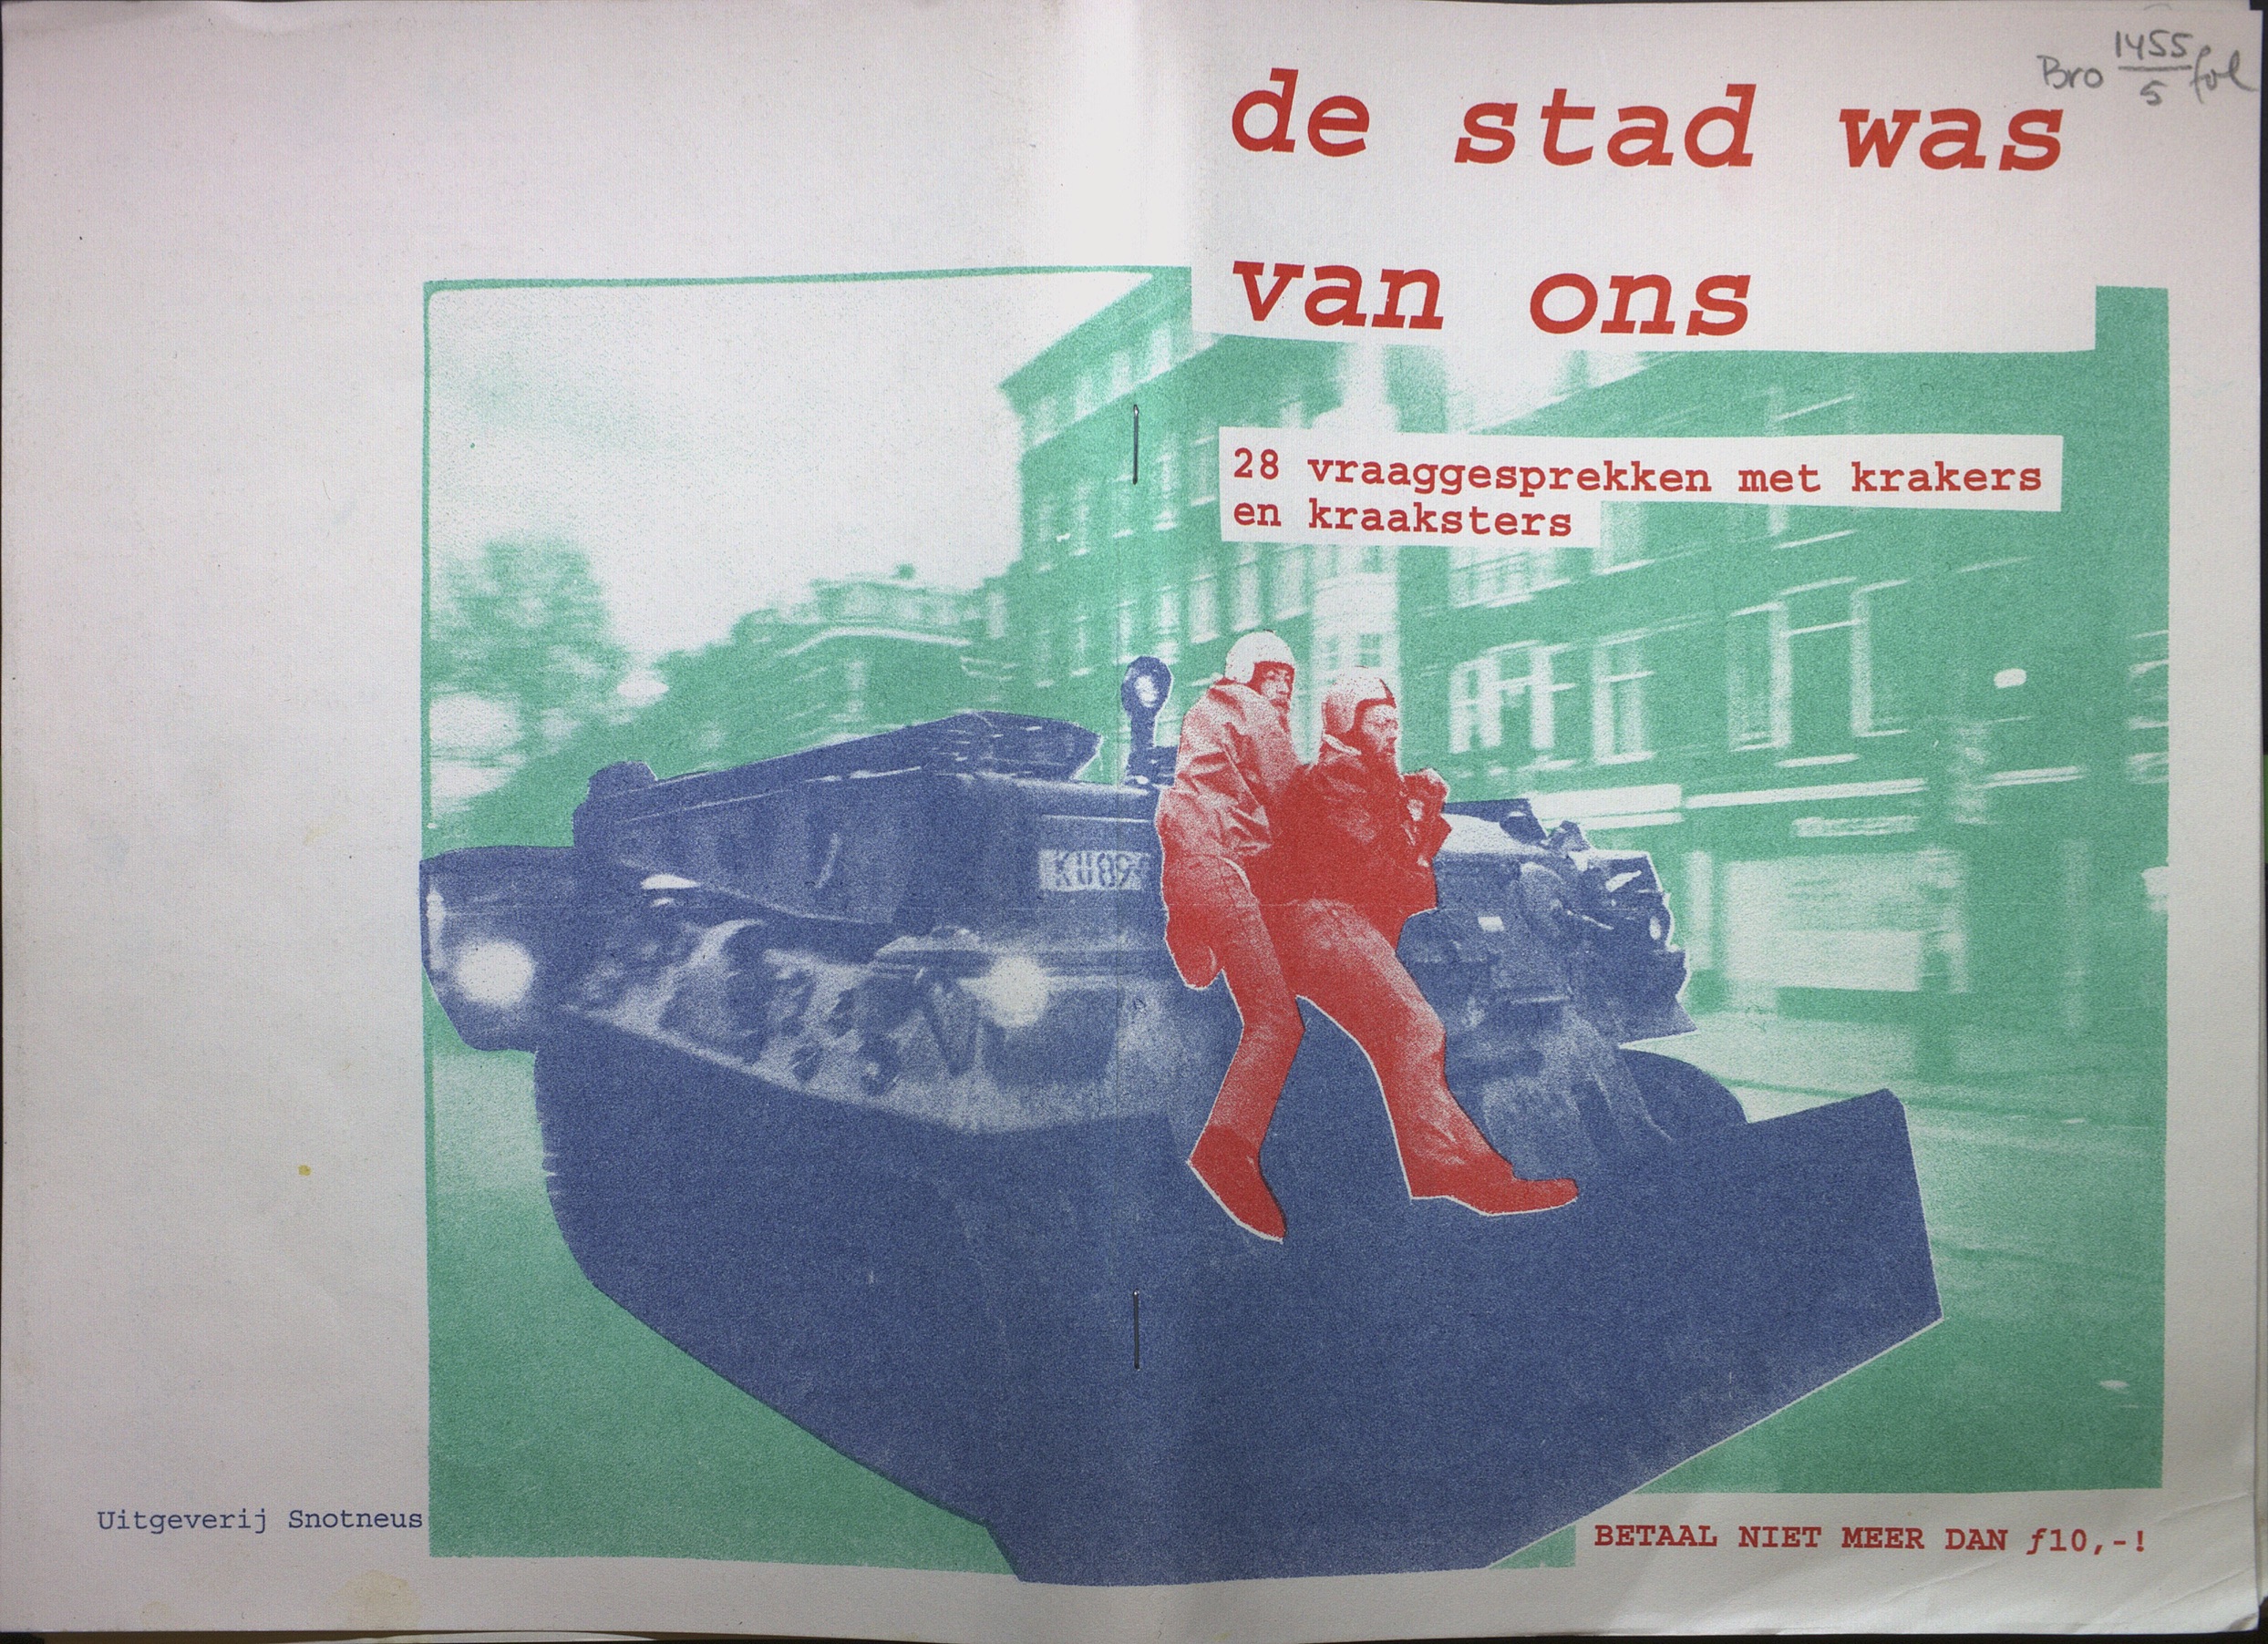 Bro 1455/5 fol
de stad was
van ons
28 vraaggesprekken met krakers
en kraaksters
KU89
Uitgeverij Snotneus
BETAAL NIET MEER DAN ƒ10,-!